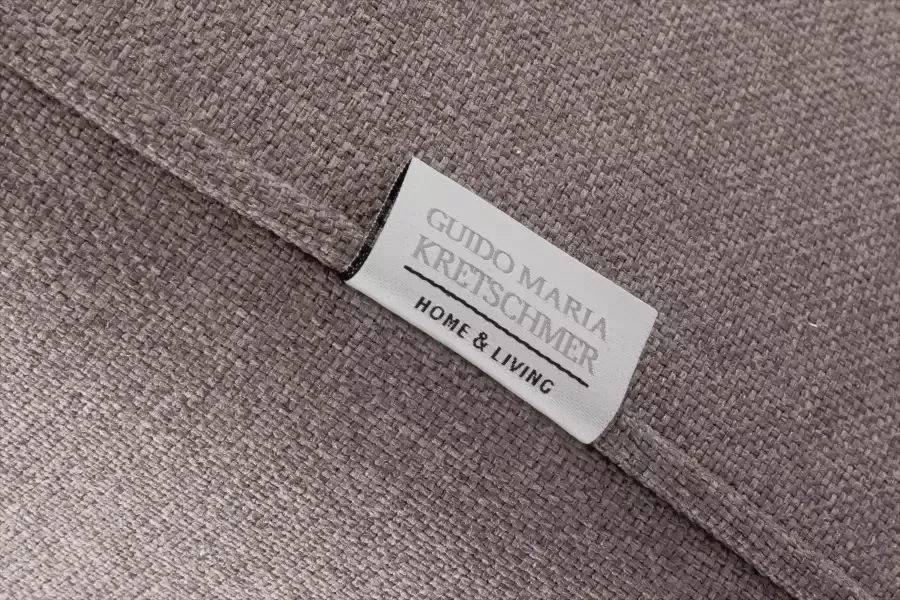 GUIDO MARIA
KRETSCHMER
HOME & LIVING